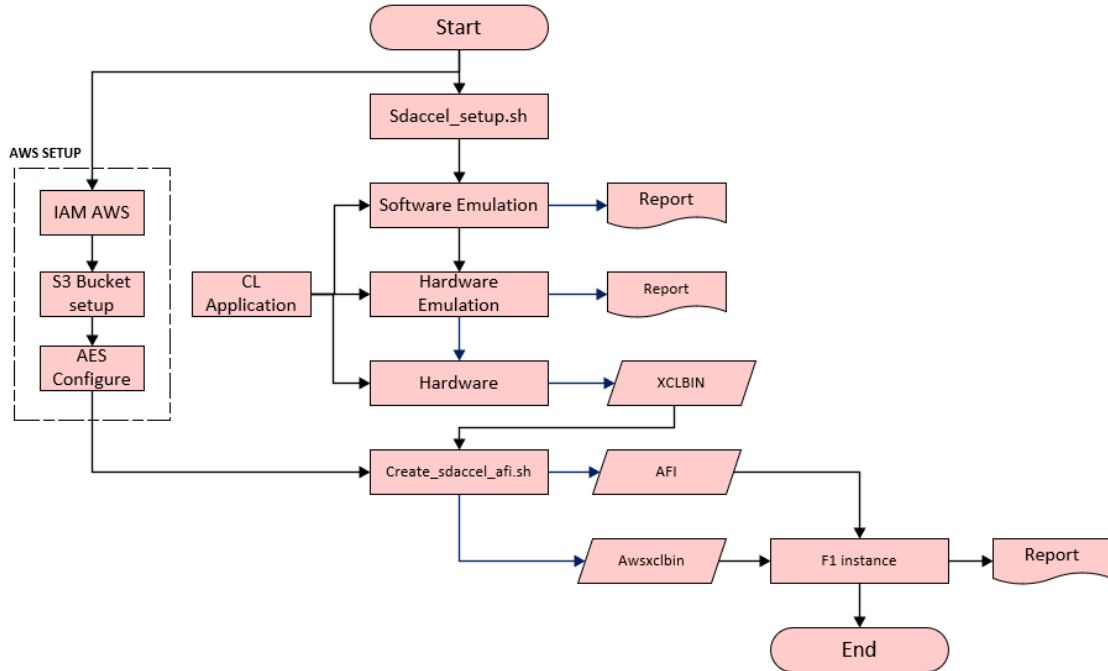 Start
Sdaccel_setup.sh
AWS SETUP
IAM AWS
Software Emulation
Report
S3 Bucket
setup
CL
Application
Hardware
Emulation
Report
AES
Configure
Hardware
XCLBIN
Create_sdaccel_afi.sh
AFI
Awsxclbin
F1 instance
Report
End